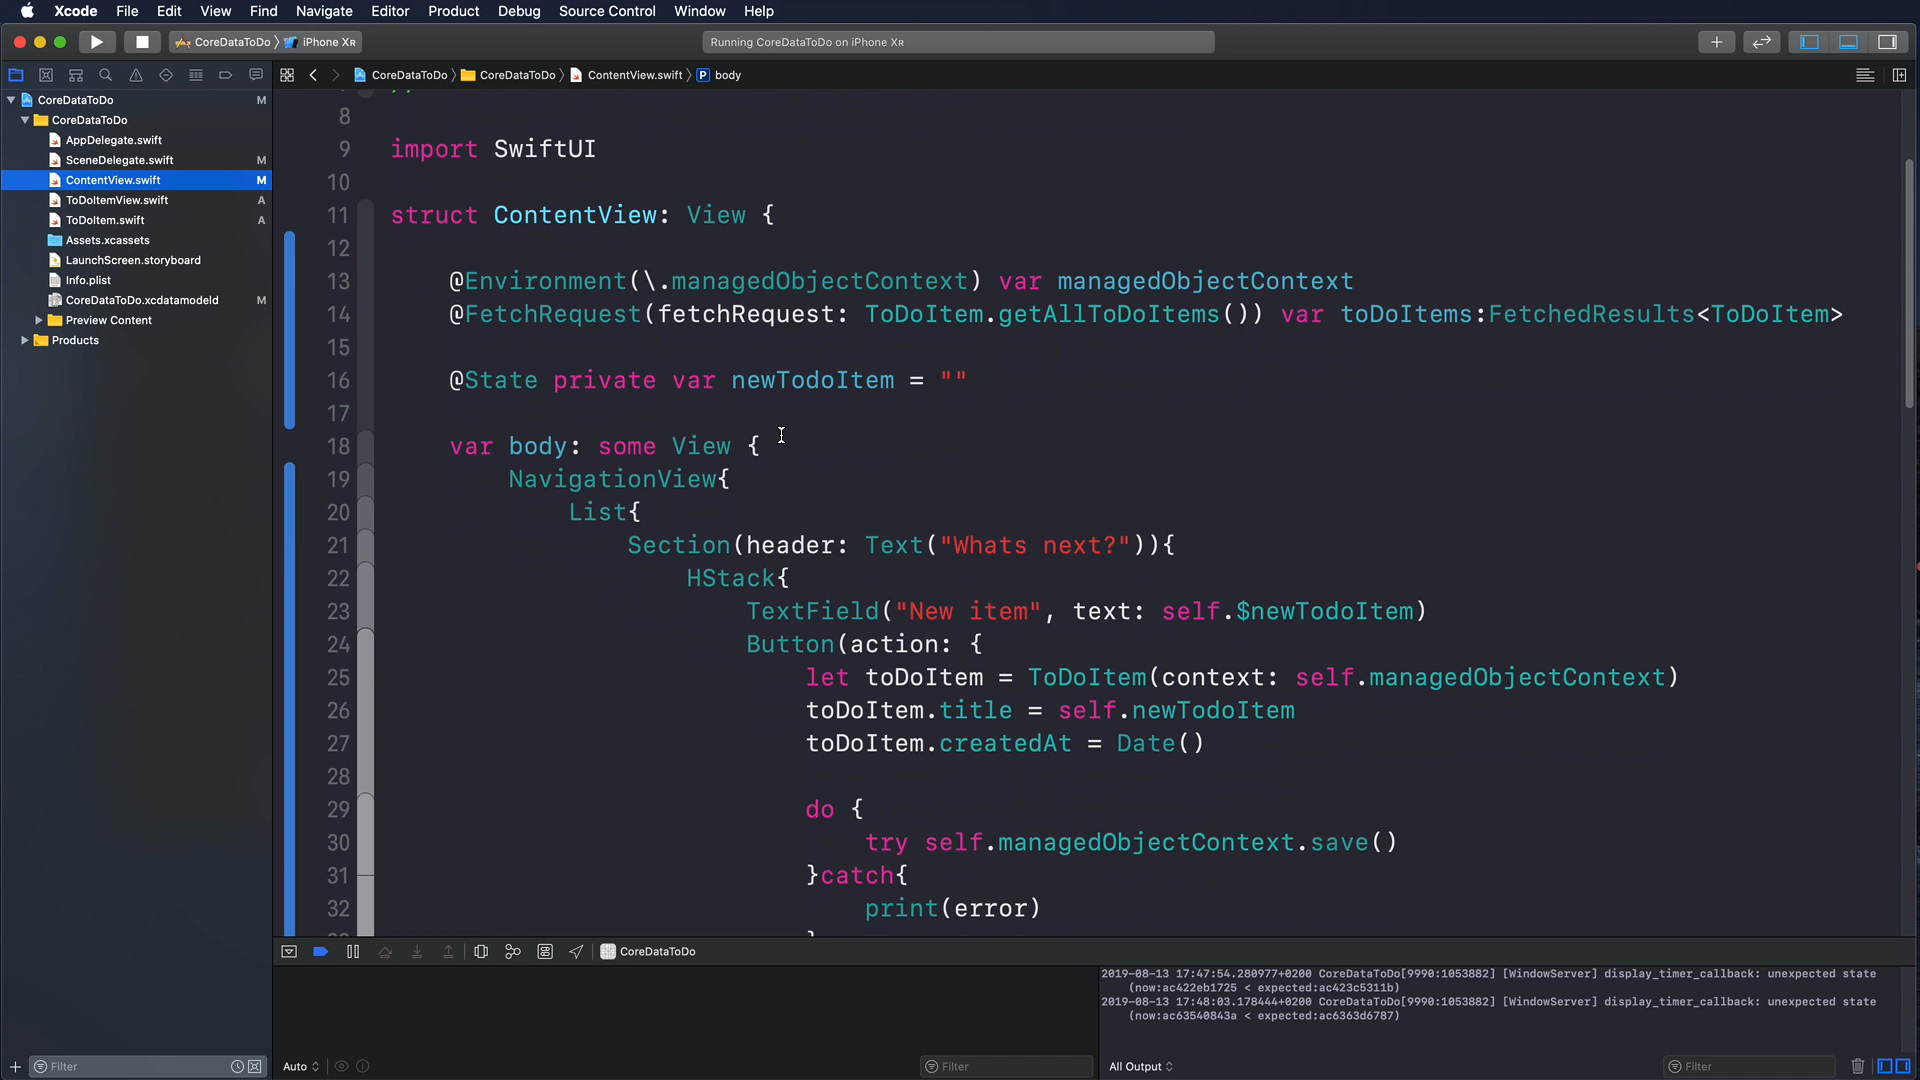 Xcode File Edit View Find Navigate Editor Product Debug Source Control Window Help
CoreDataToDo iPhone XR
Running CoreDataToDo on iPhone XR
CoreDataToDo CoreDataToDo ContentView.swift P body
CoreDataToDo M
CoreDataToDo
AppDelegate.swift
SceneDelegate.swift M
ContentView.swift M
ToDoItemView.swift A
ToDoItem.swift A
Assets.xcassets
LaunchScreen.storyboard
Info.plist
CoreDataToDo.xcdatamodeld M
Preview Content
Products
8
9 import SwiftUI
10
11 struct ContentView: View {
12
13 @Environment(\.managedObjectContext) var managedObjectContext
14 @FetchRequest(fetchRequest: ToDoItem.getAllToDoItems()) var toDoItems:FetchedResults<ToDoItem>
15
16 @State private var newTodoItem = ""
17
18 var body: some View {
19 NavigationView{
20 List{
21 Section(header: Text("Whats next?")){
22 HStack{
23 TextField("New item", text: self.$newTodoItem)
24 Button(action: {
25 let toDoItem = ToDoItem(context: self.managedObjectContext)
26 toDoItem.title = self.newTodoItem
27 toDoItem.createdAt = Date()
28
29 do {
30 try self.managedObjectContext.save()
31 }catch{
32 print(error)
CoreDataToDo
2019-08-13 17:47:54.280977+0200 CoreDataToDo[9990:1053882] [WindowServer] display_timer_callback: unexpected state
(now:ac422eb1725 < expected:ac423c5311b)
2019-08-13 17:48:03.178444+0200 CoreDataToDo[9990:1053882] [WindowServer] display_timer_callback: unexpected state
(now:ac63540843a < expected:ac6363d6787)
Filter
Auto
Filter
All Output
Filter